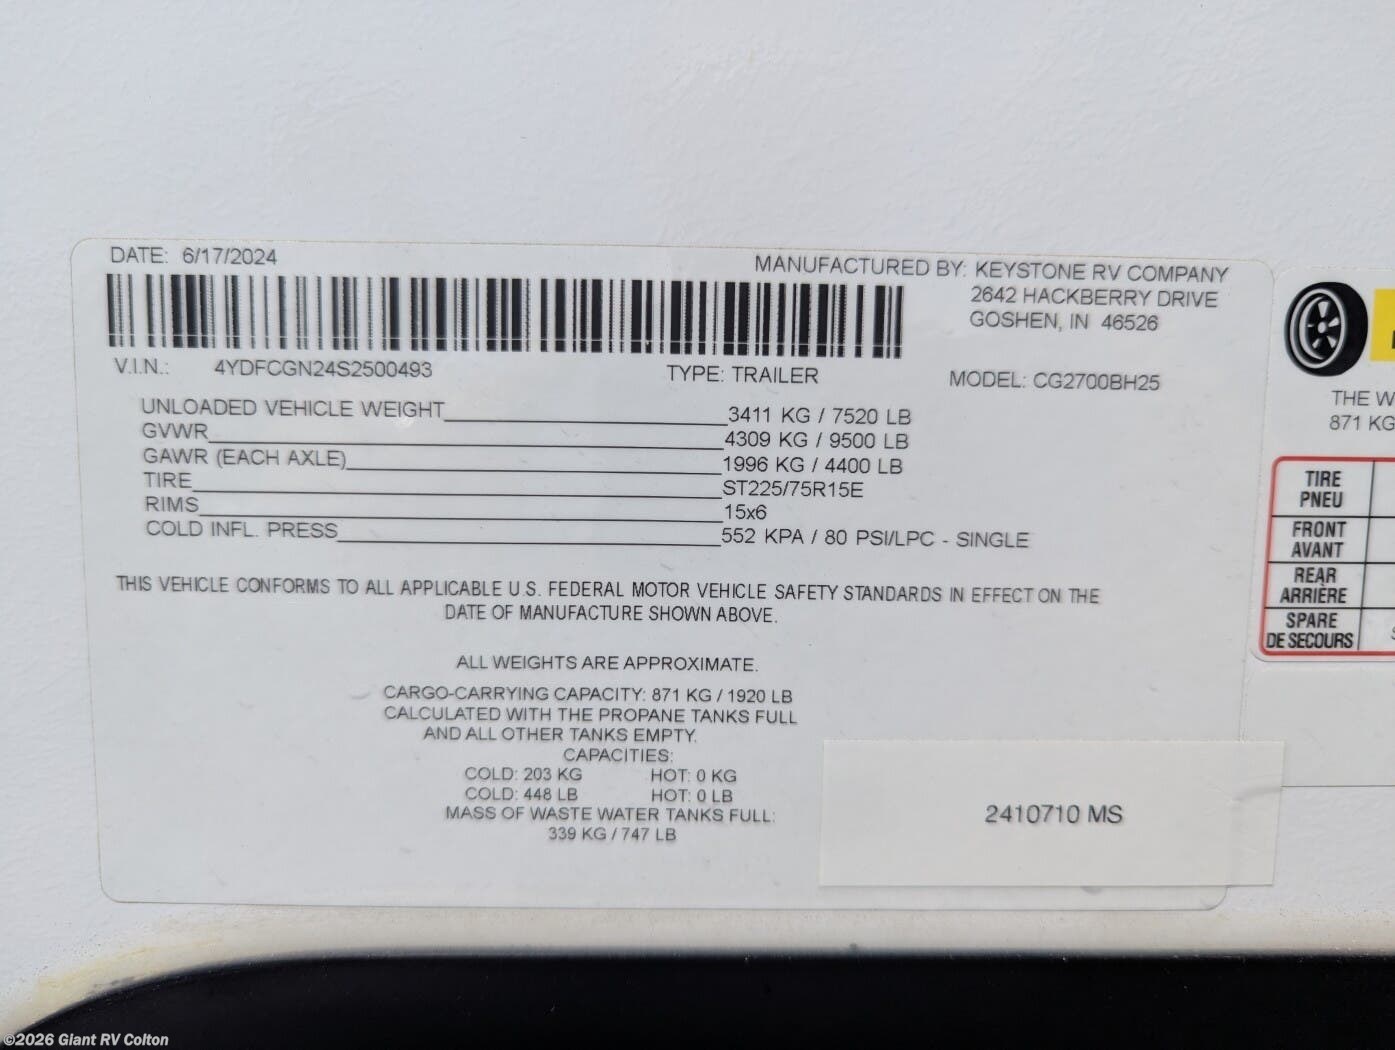 DATE: 6/17/2024
MANUFACTURED BY: KEYSTONE RV COMPANY
2642 HACKBERRY DRIVE
GOSHEN, IN 46526
V.I.N.: 4YDFCGN24S2500493
TYPE: TRAILER
MODEL: CG2700BH25
UNLOADED VEHICLE WEIGHT 3411 KG / 7520 LB
GVWR 4309 KG / 9500 LB
GAWR (EACH AXLE) 1996 KG / 4400 LB
TIRE ST225/75R15E
RIMS 15x6
COLD INFL. PRESS 552 KPA / 80 PSI/LPC - SINGLE
THIS VEHICLE CONFORMS TO ALL APPLICABLE U.S. FEDERAL MOTOR VEHICLE SAFETY STANDARDS IN EFFECT ON THE
DATE OF MANUFACTURE SHOWN ABOVE.
ALL WEIGHTS ARE APPROXIMATE.
CARGO-CARRYING CAPACITY: 871 KG / 1920 LB
CALCULATED WITH THE PROPANE TANKS FULL
AND ALL OTHER TANKS EMPTY.
CAPACITIES:
COLD: 203 KG HOT: 0 KG
COLD: 448 LB HOT: 0 LB
MASS OF WASTE WATER TANKS FULL:
339 KG / 747 LB
2410710 MS
THE W
871 KG
TIRE
PNEU
FRONT
AVANT
REAR
ARRIÈRE
SPARE
DE SECOURS
©2026 Giant RV Colton